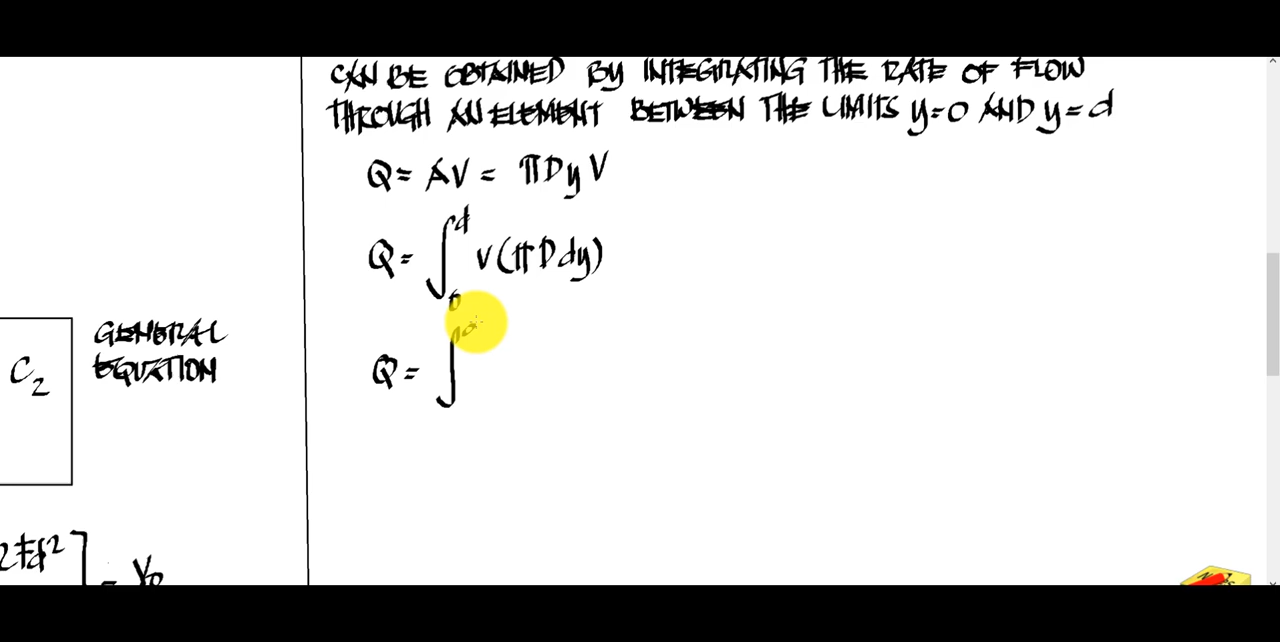 CAN BE OBTAINED BY INTEGRATING THE RATE OF FLOW
THROUGH AN ELEMENT BETWEEN THE LIMITS y=0 AND y=d
Q = AV = πDyV
Q = ∫₀ᵈ V(πDdy)
Q = ∫
GENERAL
EQUATION
C₂